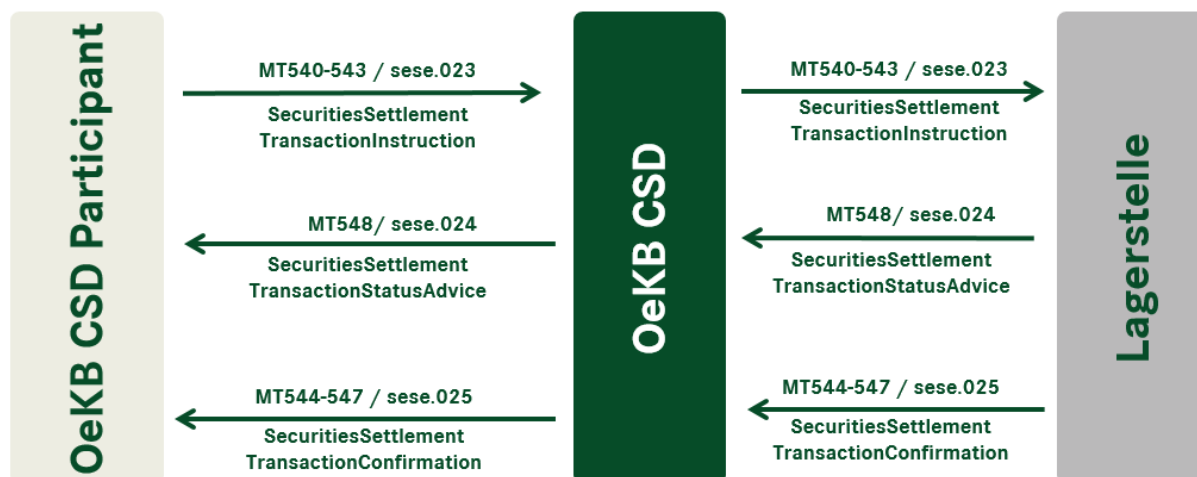 OeKB CSD Participant
MT540-543 / sese.023
SecuritiesSettlement
TransactionInstruction
MT548/ sese.024
SecuritiesSettlement
TransactionStatusAdvice
MT544-547 / sese.025
SecuritiesSettlement
TransactionConfirmation
OeKB CSD
MT540-543 / sese.023
SecuritiesSettlement
TransactionInstruction
MT548/ sese.024
SecuritiesSettlement
TransactionStatusAdvice
MT544-547 / sese.025
SecuritiesSettlement
TransactionConfirmation
Lagerstelle